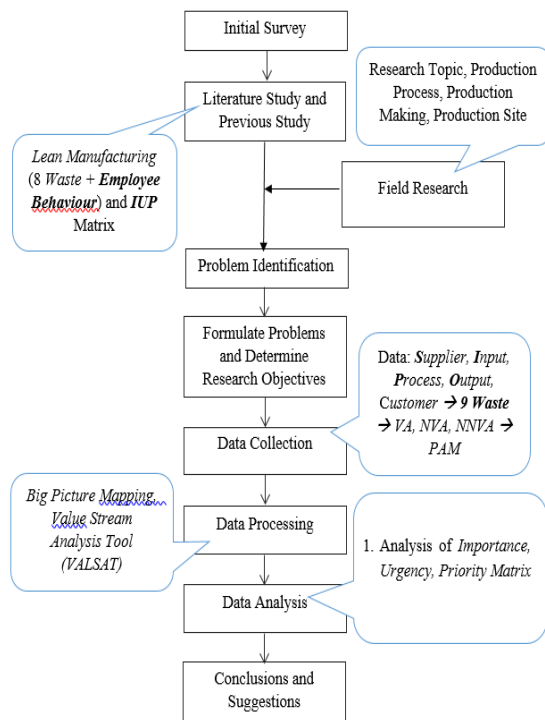 Initial Survey
Research Topic, Production
Process, Production
Making, Production Site
Literature Study and
Previous Study
Lean Manufacturing
(8 Waste + Employee
Behaviour) and IUP
Matrix
Field Research
Problem Identification
Formulate Problems
and Determine
Research Objectives
Data: Supplier, Input,
Process, Output,
Customer → 9 Waste
→ VA, NVA, NNVA →
PAM
Data Collection
Big Picture Mapping,
Value Stream
Analysis Tool
(VALSAT)
Data Processing
1. Analysis of Importance,
Urgency, Priority Matrix
Data Analysis
Conclusions and
Suggestions